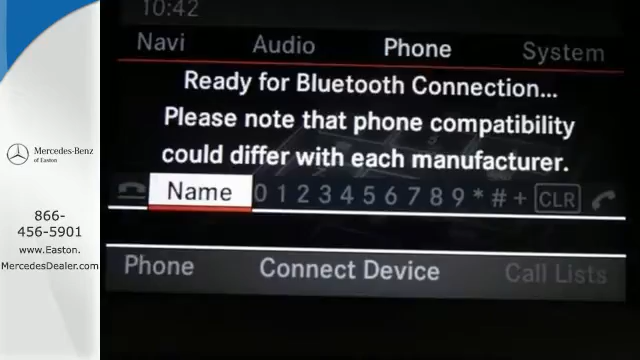 10:42
Navi Audio Phone System
Ready for Bluetooth Connection...
Please note that phone compatibility
could differ with each manufacturer.
Name 0 1 2 3 4 5 6 7 8 9 * # + CLR
Phone Connect Device Call Lists
Mercedes-Benz
of Easton
866-
456-5901
www.Easton.
MercedesDealer.com